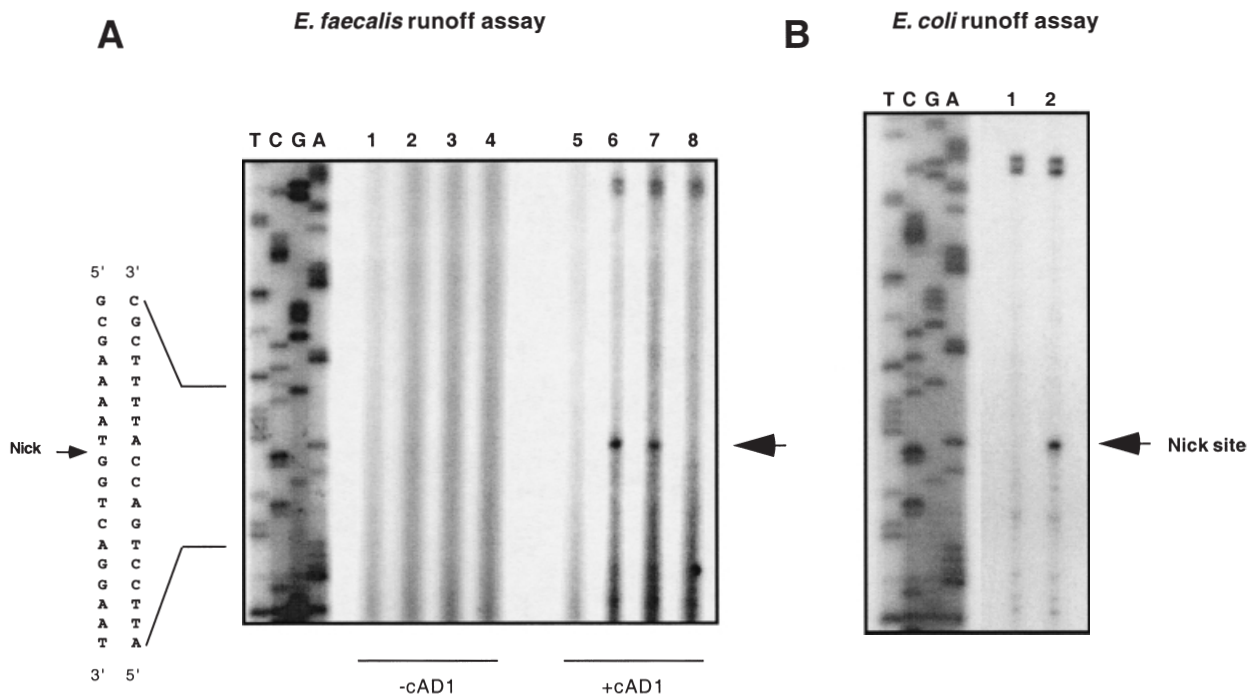 A
E. faecalis runoff assay
B
E. coli runoff assay
T C G A 1 2
T C G A 1 2 3 4 5 6 7 8
5' 3'
G C
C G
G C
A T
A T
A T
A T
T A
Nick
G C
G C
T A
C G
A T
G C
G C
A T
A T
T A
3' 5'
Nick site
-cAD1
+cAD1